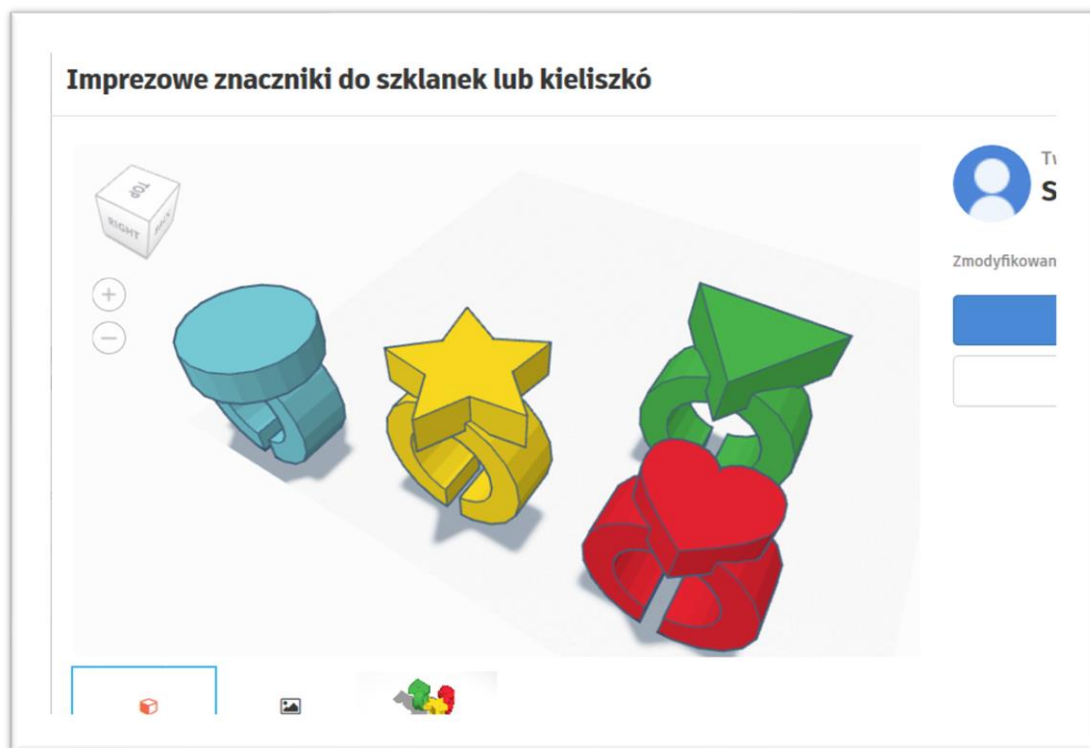 Imprezowe znaczniki do szklanek lub kieliszkó
TOP
RIGHT
BACK
Zmodyfikowan